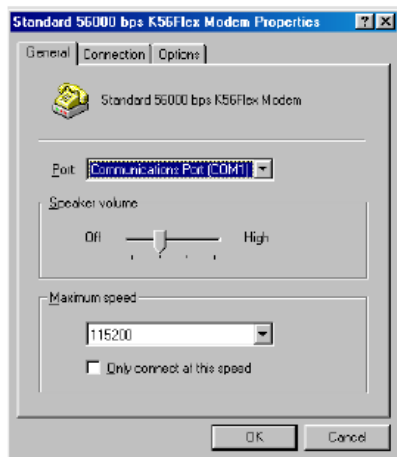 Standard 56000 bps K56Flex Modem Properties
General Connection Options
Standard 56000 bps K56Flex Modem
Port: Communications Port (COM1)
Speaker volume
Off High
Maximum speed
115200
Only connect at this speed
OK Cancel